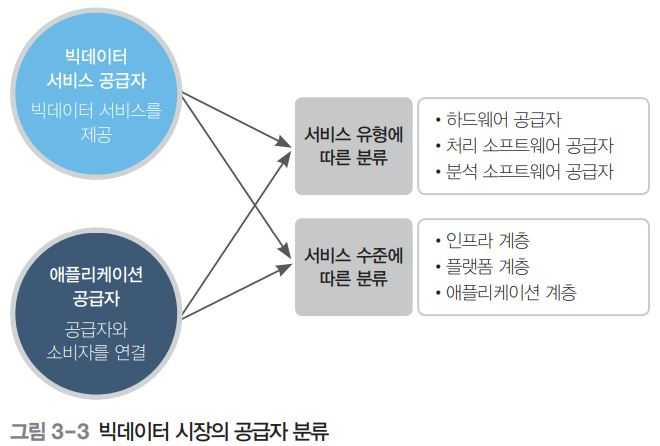 빅데이터
서비스 공급자
빅데이터 서비스를
제공
애플리케이션
공급자
공급자와
소비자를 연결
서비스 유형에
따른 분류
• 하드웨어 공급자
• 처리 소프트웨어 공급자
• 분석 소프트웨어 공급자
서비스 수준에
따른 분류
• 인프라 계층
• 플랫폼 계층
• 애플리케이션 계층
그림 3-3 빅데이터 시장의 공급자 분류